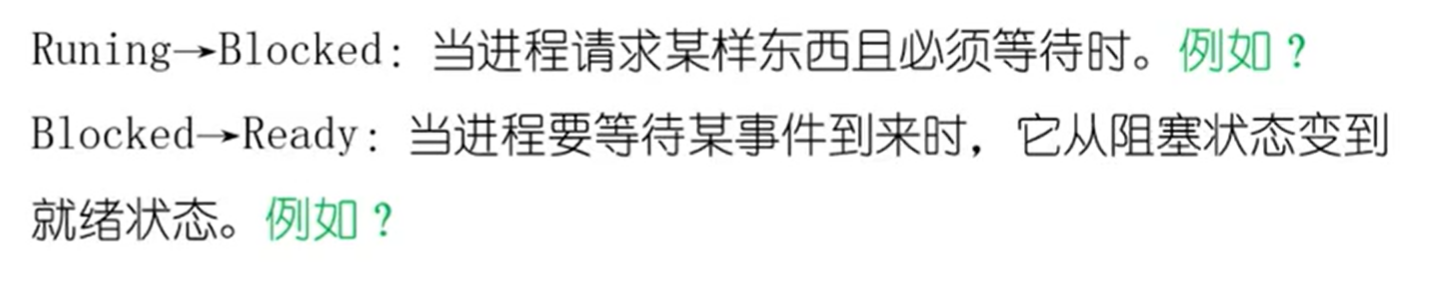 Runing→Blocked: 当进程请求某样东西且必须等待时。例如？
Blocked→Ready: 当进程要等待某事件到来时，它从阻塞状态变到
就绪状态。例如？